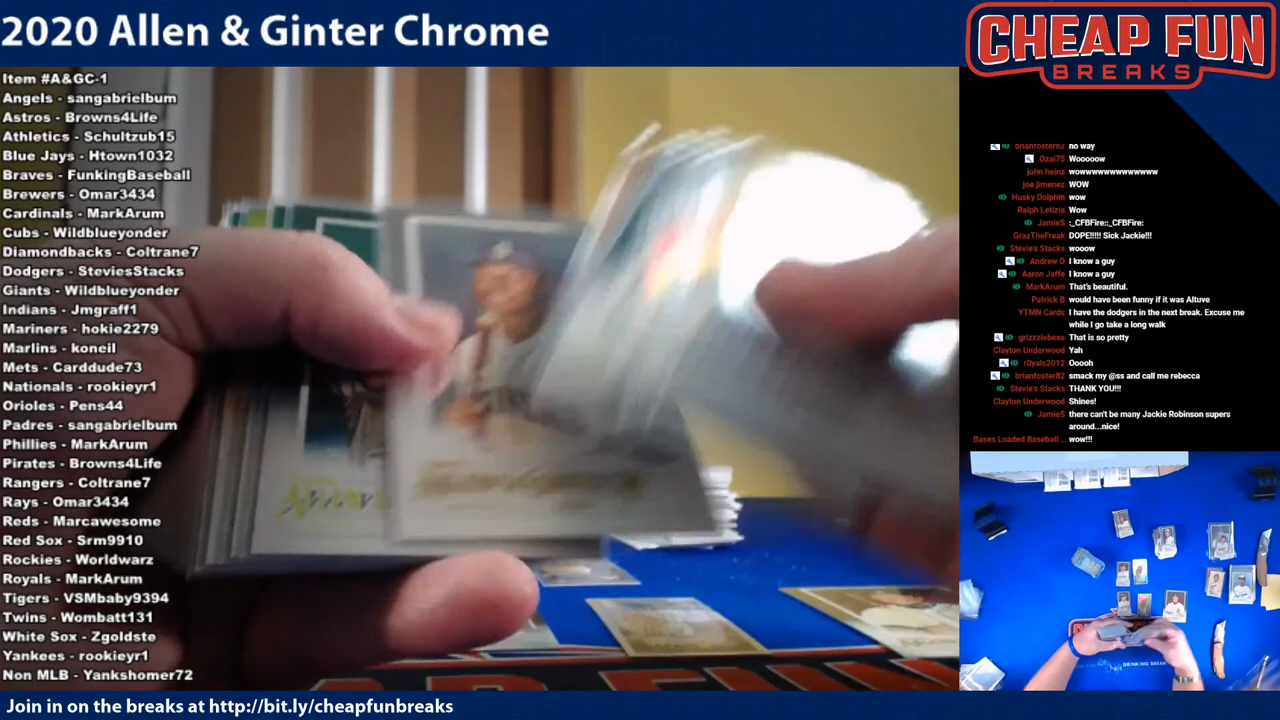 2020 Allen & Ginter Chrome
CHEAP FUN
BREAKS
Item #A&GC-1
Angels - sangabrielbum
Astros - Browns4Life
Athletics - Schultzub15
Blue Jays - Htown1032
Braves - FunkingBaseball
Brewers - Omar3434
Cardinals - MarkArum
Cubs - Wildblueyonder
Diamondbacks - Coltrane7
Dodgers - SteviesStacks
Giants - Wildblueyonder
Indians - Jmgraff1
Mariners - hokie2279
Marlins - koneil
Mets - Carddude73
Nationals - rookieyr1
Orioles - Pens44
Padres - sangabrielbum
Phillies - MarkArum
Pirates - Browns4Life
Rangers - Coltrane7
Rays - Omar3434
Reds - Marcawesome
Red Sox - Srm9910
Rockies - Worldwarz
Royals - MarkArum
Tigers - VSMbaby9394
Twins - Wombatt131
White Sox - Zgoldste
Yankees - rookieyr1
Non MLB - Yankshomer72
brianfoster82 no way
Ozai75 Wooooow
john heinz wowwwwwwwwwwwwww
joe jimenez WOW
Husky Dolphin wow
Ralph Letizia Wow
JamieS :_CFBFire::_CFBFire:
GrazTheFreak DOPE!!!!! Sick Jackie!!!
Stevie's Stacks wooow
Andrew D I know a guy
Aaron Jaffe I know a guy
MarkArum That's beautiful.
Patrick B would have been funny if it was Altuve
YTMN Cards I have the dodgers in the next break. Excuse me
while I go take a long walk
grizzzlebees That is so pretty
Clayton Underwood Yah
r0yals2012 Ooooh
brianfoster82 smack my @ss and call me rebecca
Stevie's Stacks THANK YOU!!!
Clayton Underwood Shines!
JamieS there can't be many Jackie Robinson supers
around...nice!
Bases Loaded Baseball ... wow!!!
DRINKING BREAK
Join in on the breaks at http://bit.ly/cheapfunbreaks